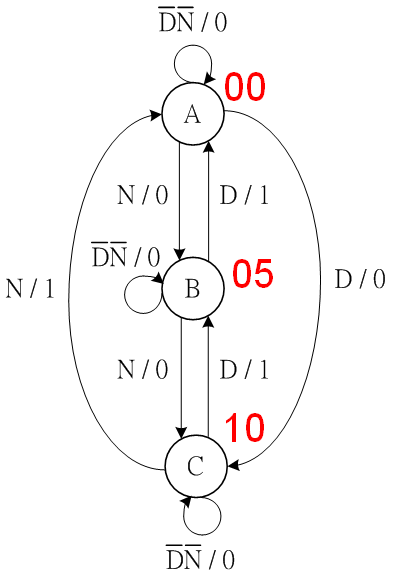 D̅N̅ / 0
00
A
N / 0
D / 1
D̅N̅ / 0
05
B
N / 1
D / 0
N / 0
D / 1
10
C
D̅N̅ / 0